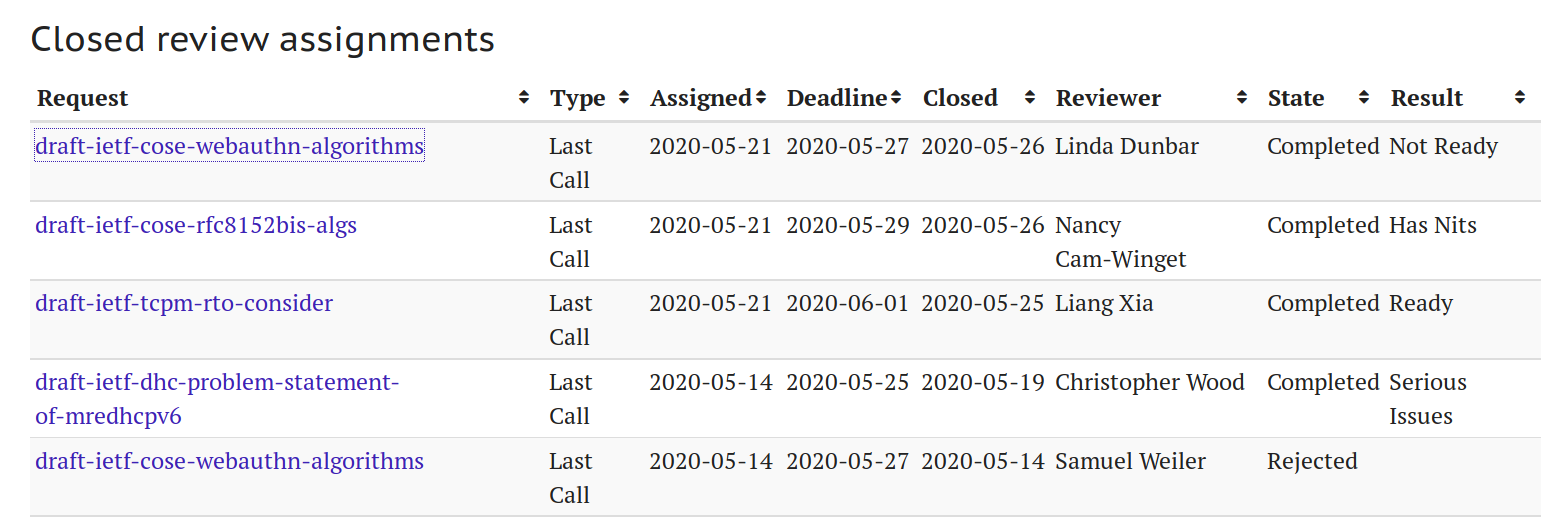 Closed review assignments
Request Type Assigned Deadline Closed Reviewer State Result
draft-ietf-cose-webauthn-algorithms Last Call 2020-05-21 2020-05-27 2020-05-26 Linda Dunbar Completed Not Ready
draft-ietf-cose-rfc8152bis-algs Last Call 2020-05-21 2020-05-29 2020-05-26 Nancy Cam-Winget Completed Has Nits
draft-ietf-tcpm-rto-consider Last Call 2020-05-21 2020-06-01 2020-05-25 Liang Xia Completed Ready
draft-ietf-dhc-problem-statement-of-mredhcpv6 Last Call 2020-05-14 2020-05-25 2020-05-19 Christopher Wood Completed Serious Issues
draft-ietf-cose-webauthn-algorithms Last Call 2020-05-14 2020-05-27 2020-05-14 Samuel Weiler Rejected